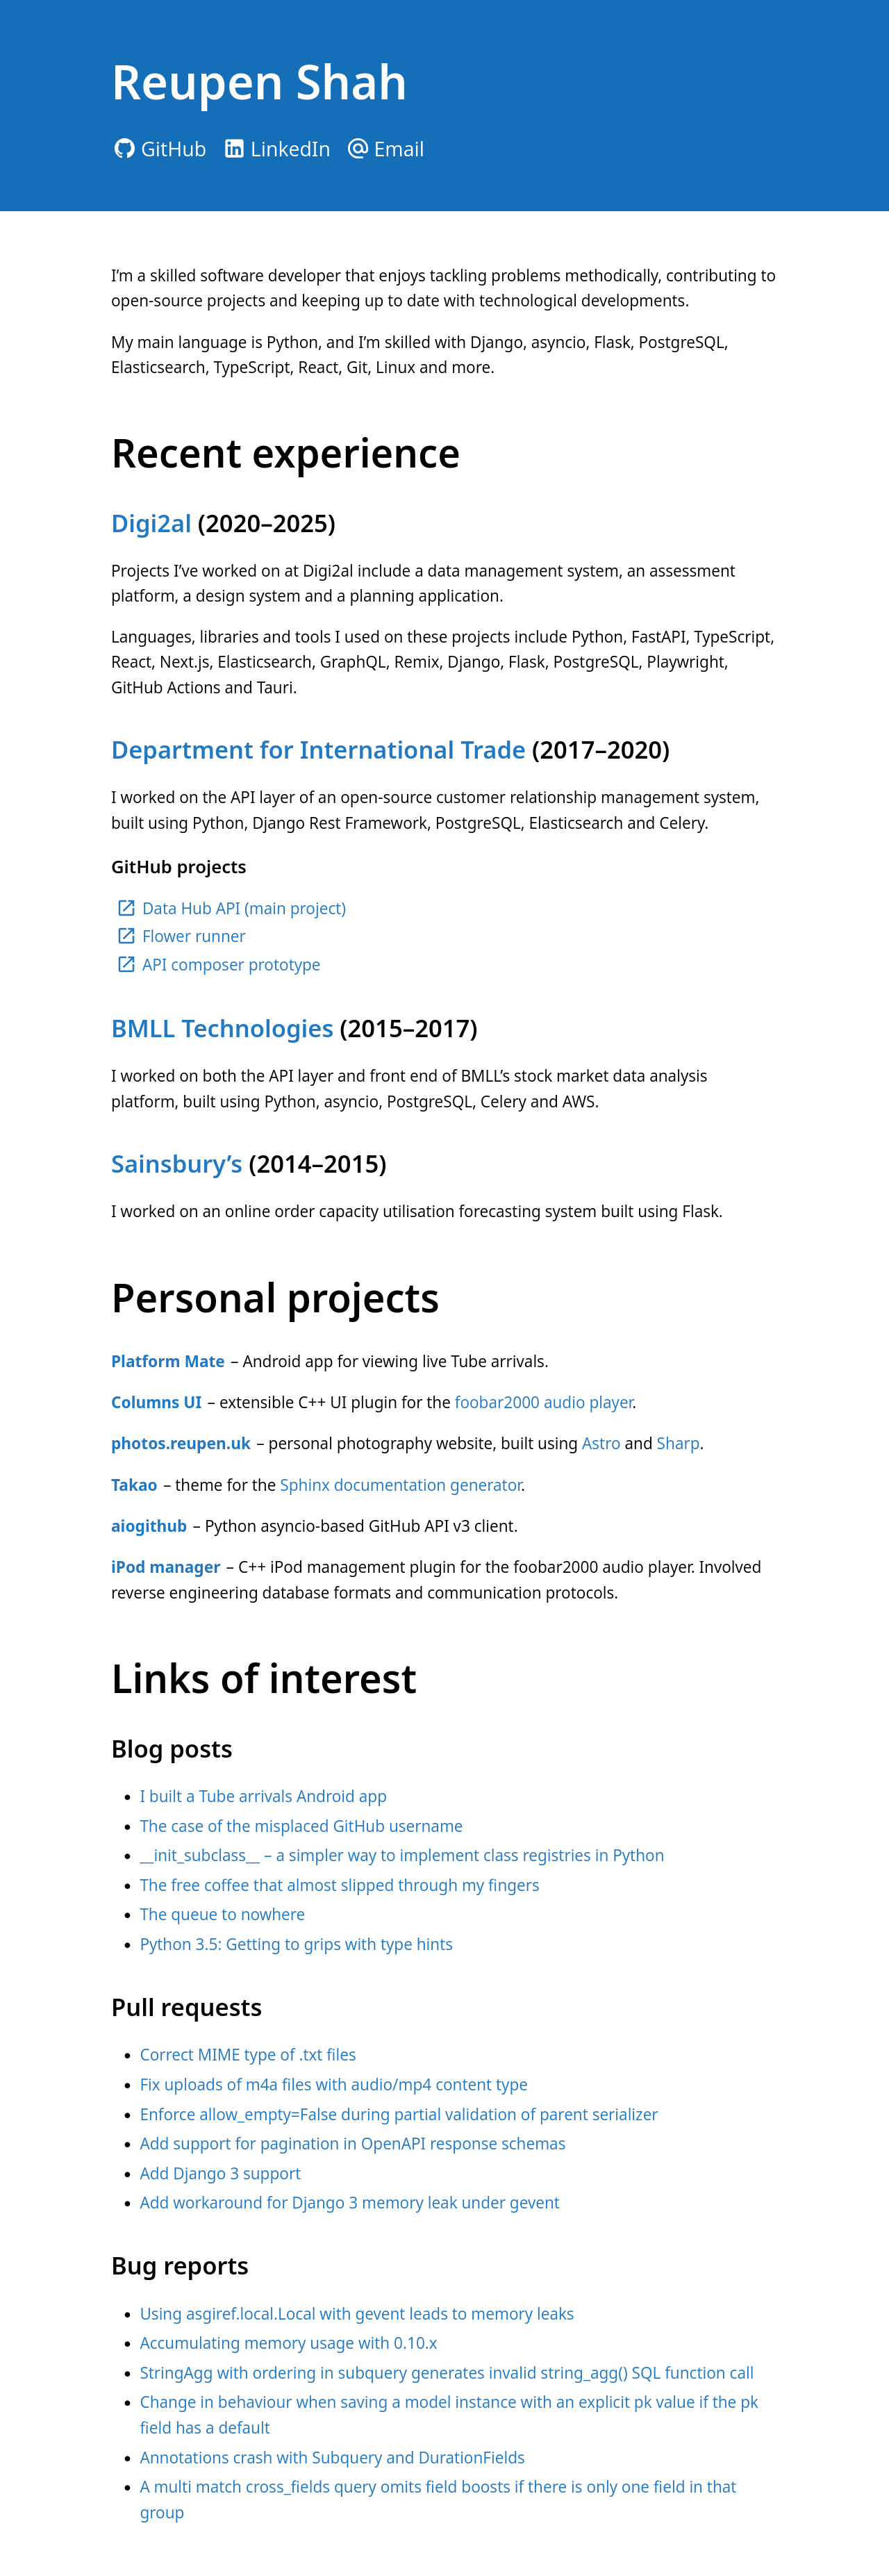 Reupen Shah
GitHub LinkedIn Email
I’m a skilled software developer that enjoys tackling problems methodically, contributing to
open-source projects and keeping up to date with technological developments.
My main language is Python, and I’m skilled with Django, asyncio, Flask, PostgreSQL,
Elasticsearch, TypeScript, React, Git, Linux and more.
Recent experience
Digi2al (2020–2025)
Projects I’ve worked on at Digi2al include a data management system, an assessment
platform, a design system and a planning application.
Languages, libraries and tools I used on these projects include Python, FastAPI, TypeScript,
React, Next.js, Elasticsearch, GraphQL, Remix, Django, Flask, PostgreSQL, Playwright,
GitHub Actions and Tauri.
Department for International Trade (2017–2020)
I worked on the API layer of an open-source customer relationship management system,
built using Python, Django Rest Framework, PostgreSQL, Elasticsearch and Celery.
GitHub projects
Data Hub API (main project)
Flower runner
API composer prototype
BMLL Technologies (2015–2017)
I worked on both the API layer and front end of BMLL’s stock market data analysis
platform, built using Python, asyncio, PostgreSQL, Celery and AWS.
Sainsbury’s (2014–2015)
I worked on an online order capacity utilisation forecasting system built using Flask.
Personal projects
Platform Mate – Android app for viewing live Tube arrivals.
Columns UI – extensible C++ UI plugin for the foobar2000 audio player.
photos.reupen.uk – personal photography website, built using Astro and Sharp.
Takao – theme for the Sphinx documentation generator.
aiogithub – Python asyncio-based GitHub API v3 client.
iPod manager – C++ iPod management plugin for the foobar2000 audio player. Involved
reverse engineering database formats and communication protocols.
Links of interest
Blog posts
• I built a Tube arrivals Android app
• The case of the misplaced GitHub username
• __init_subclass__ – a simpler way to implement class registries in Python
• The free coffee that almost slipped through my fingers
• The queue to nowhere
• Python 3.5: Getting to grips with type hints
Pull requests
• Correct MIME type of .txt files
• Fix uploads of m4a files with audio/mp4 content type
• Enforce allow_empty=False during partial validation of parent serializer
• Add support for pagination in OpenAPI response schemas
• Add Django 3 support
• Add workaround for Django 3 memory leak under gevent
Bug reports
• Using asgiref.local.Local with gevent leads to memory leaks
• Accumulating memory usage with 0.10.x
• StringAgg with ordering in subquery generates invalid string_agg() SQL function call
• Change in behaviour when saving a model instance with an explicit pk value if the pk
field has a default
• Annotations crash with Subquery and DurationFields
• A multi match cross_fields query omits field boosts if there is only one field in that
group